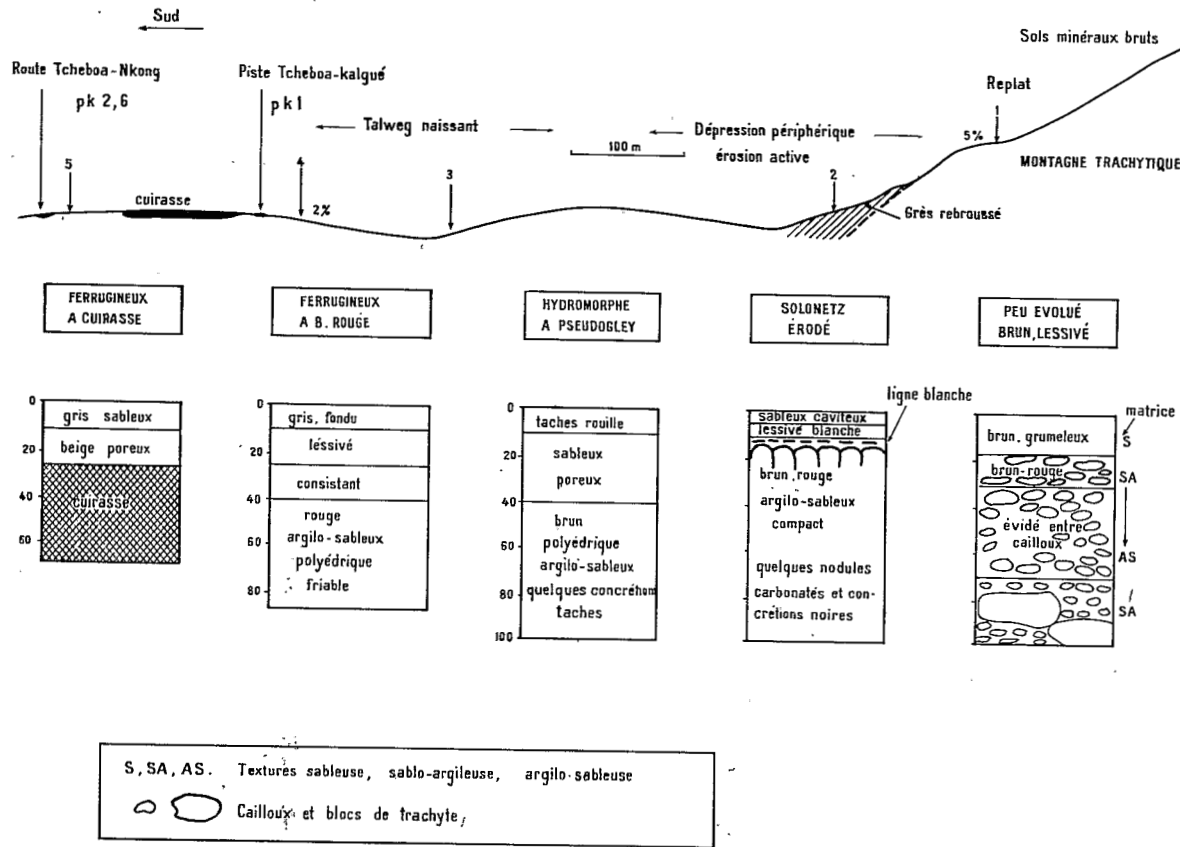 Sud
Sols minéraux bruts
Route Tcheboa-Nkong
Piste Tcheboa-kalgué
Replat
pk 2,6
pk 1
1
Talweg naissant
Dépression périphérique
5%
100 m
érosion active
MONTAGNE TRACHYTIQUE
5
4
3
2
cuirasse
2%
Grès rebroussé
FERRUGINEUX
A CUIRASSE
FERRUGINEUX
A B. ROUGE
HYDROMORPHE
A PSEUDOGLEY
SOLONETZ
ÉRODÉ
PEU EVOLUÉ
BRUN, LESSIVÉ
0
20
40
60
gris sableux
beige poreux
cuirasse
0
20
40
60
80
gris, fondu
lessivé
consistant
rouge
argilo-sableux
polyédrique
friable
0
20
40
60
80
100
taches rouille
sableux
poreux
brun
polyédrique
argilo-sableux
quelques concrétion
taches
ligne blanche
sableux caviteux
lessivé blanche
brun, rouge
argilo-sableux
compact
quelques nodules
carbonatés et con-
crétions noires
matrice
brun, grumeleux
S
brun-rouge
SA
évidé entre
cailloux
AS
SA
S, SA, AS. Textures sableuse, sablo-argileuse, argilo-sableuse
Cailloux et blocs de trachyte